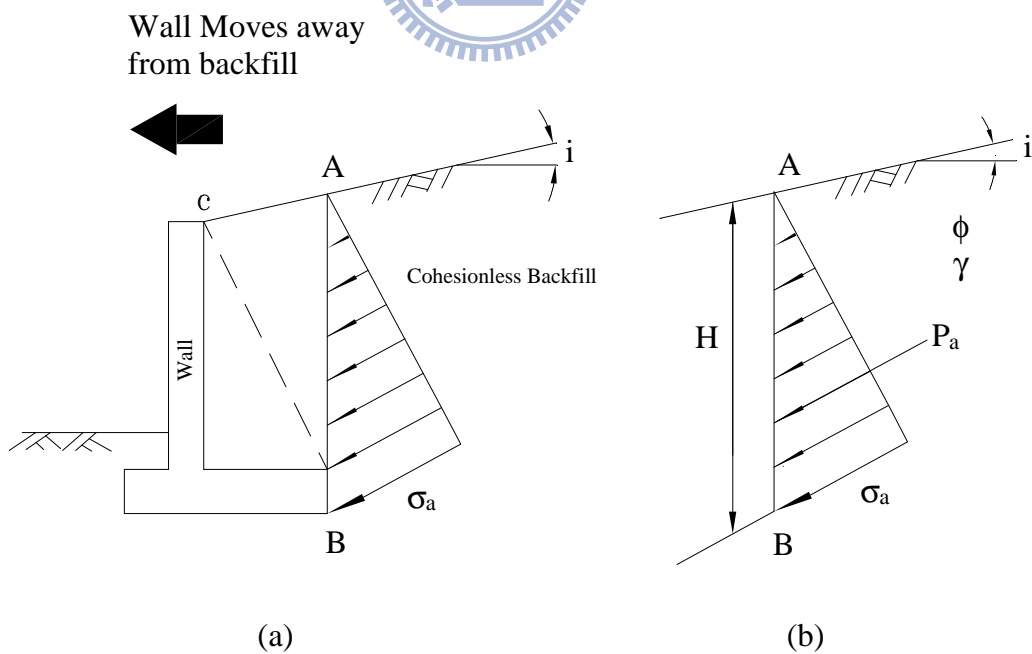 Wall Moves away
from backfill
i
A
c
Cohesionless Backfill
Wall
σa
B
(a)
i
A
ϕ
γ
H
Pa
σa
B
(b)